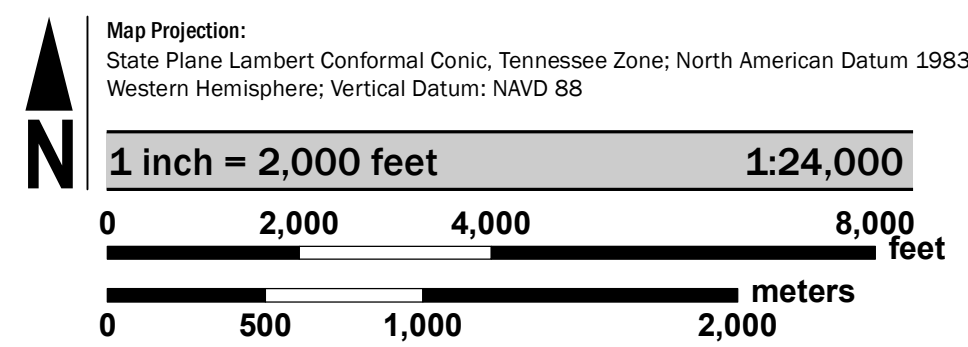 N
Map Projection:
State Plane Lambert Conformal Conic, Tennessee Zone; North American Datum 1983
Western Hemisphere; Vertical Datum: NAVD 88
1 inch = 2,000 feet 1:24,000
0 2,000 4,000 8,000
feet
meters
0 500 1,000 2,000